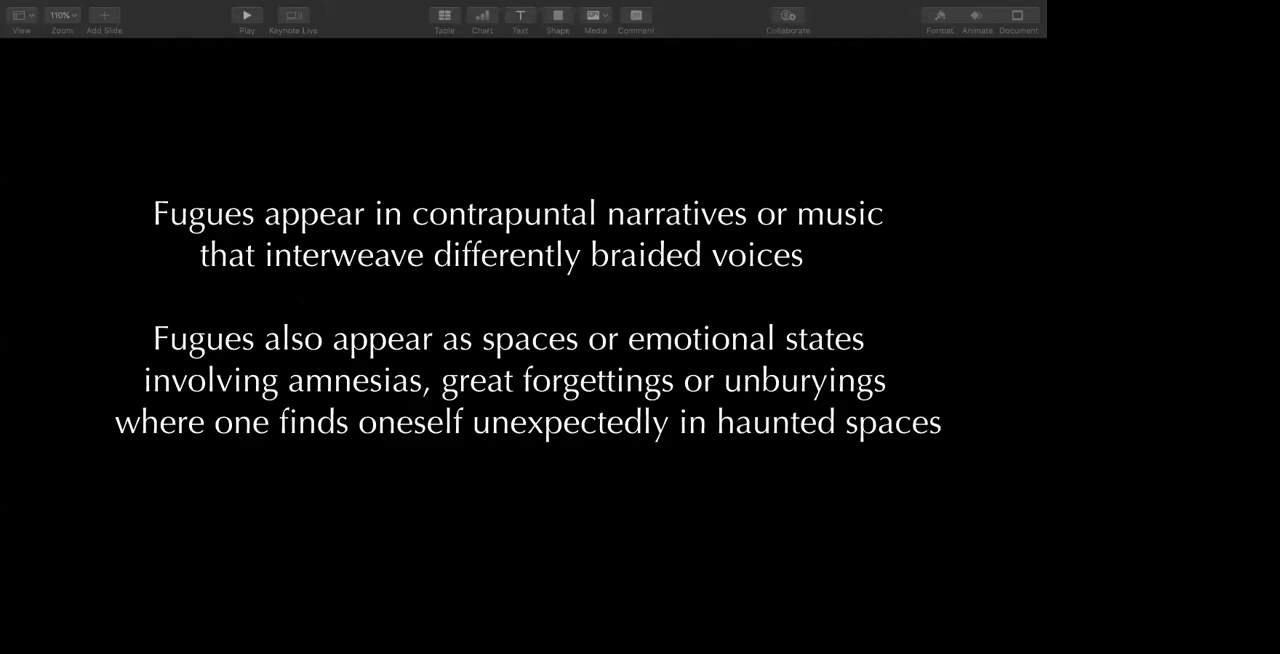 110%
View
Zoom
Add Slide
Play
Keynote Live
Table
Chart
Text
Shape
Media
Comment
Collaborate
Format
Animate
Document
Fugues appear in contrapuntal narratives or music
that interweave differently braided voices
Fugues also appear as spaces or emotional states
involving amnesias, great forgettings or unburyings
where one finds oneself unexpectedly in haunted spaces